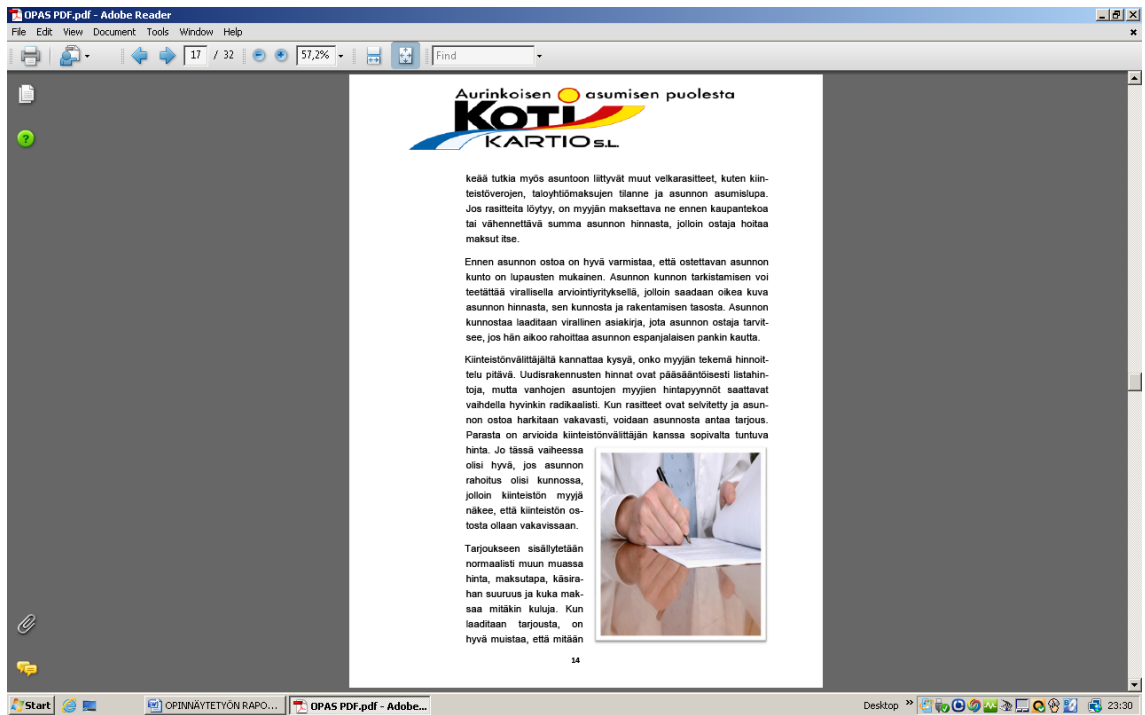 OPAS PDF.pdf - Adobe Reader
File Edit View Document Tools Window Help
17 / 32 57,2% Find
Aurinkoisen asumisen puolesta
KOTI
KARTIO S.L.
keää tutkia myös asuntoon liittyvät muut velkarasitteet, kuten kiin-
teistöverojen, taloyhtiömaksujen tilanne ja asunnon asumislupa.
Jos rasitteita löytyy, on myyjän maksettava ne ennen kaupantekoa
tai vähennettävä summa asunnon hinnasta, jolloin ostaja hoitaa
maksut itse.
Ennen asunnon ostoa on hyvä varmistaa, että ostettavan asunnon
kunto on lupausten mukainen. Asunnon kunnon tarkistamisen voi
teetättää virallisella arviointiyrityksellä, jolloin saadaan oikea kuva
asunnon hinnasta, sen kunnosta ja rakentamisen tasosta. Asunnon
kunnostaa laaditaan virallinen asiakirja, jota asunnon ostaja tarvit-
see, jos hän aikoo rahoittaa asunnon espanjalaisen pankin kautta.
Kiinteistönvälittäjältä kannattaa kysyä, onko myyjän tekemä hinnoit-
telu pitävä. Uudisrakennusten hinnat ovat pääsääntöisesti listahin-
toja, mutta vanhojen asuntojen myyjien hintapyynnöt saattavat
vaihdella hyvinkin radikaalisti. Kun rasitteet ovat selvitetty ja asun-
non ostoa harkitaan vakavasti, voidaan asunnosta antaa tarjous.
Parasta on arvioida kiinteistönvälittäjän kanssa sopivalta tuntuva
hinta. Jo tässä vaiheessa
olisi hyvä, jos asunnon
rahoitus olisi kunnossa,
jolloin kiinteistön myyjä
näkee, että kiinteistön os-
tosta ollaan vakavissaan.
Tarjoukseen sisällytetään
normaalisti muun muassa
hinta, maksutapa, käsira-
han suuruus ja kuka mak-
saa mitäkin kuluja. Kun
laaditaan tarjousta, on
hyvä muistaa, että mitään
14
Start OPINNÄYTETYÖN RAPO... OPAS PDF.pdf - Adobe... Desktop » 23:30